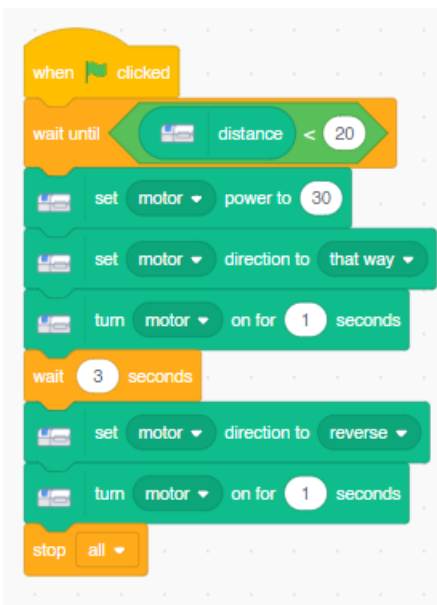 when clicked
wait until distance < 20
set motor power to 30
set motor direction to that way
turn motor on for 1 seconds
wait 3 seconds
set motor direction to reverse
turn motor on for 1 seconds
stop all